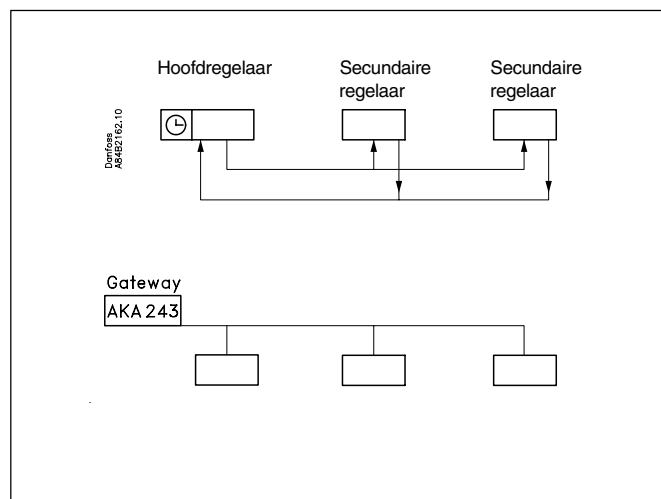 Hoofdregelaar
Secundaire
regelaar
Secundaire
regelaar
Danfoss
A84B2162.10
Gateway
AKA 243